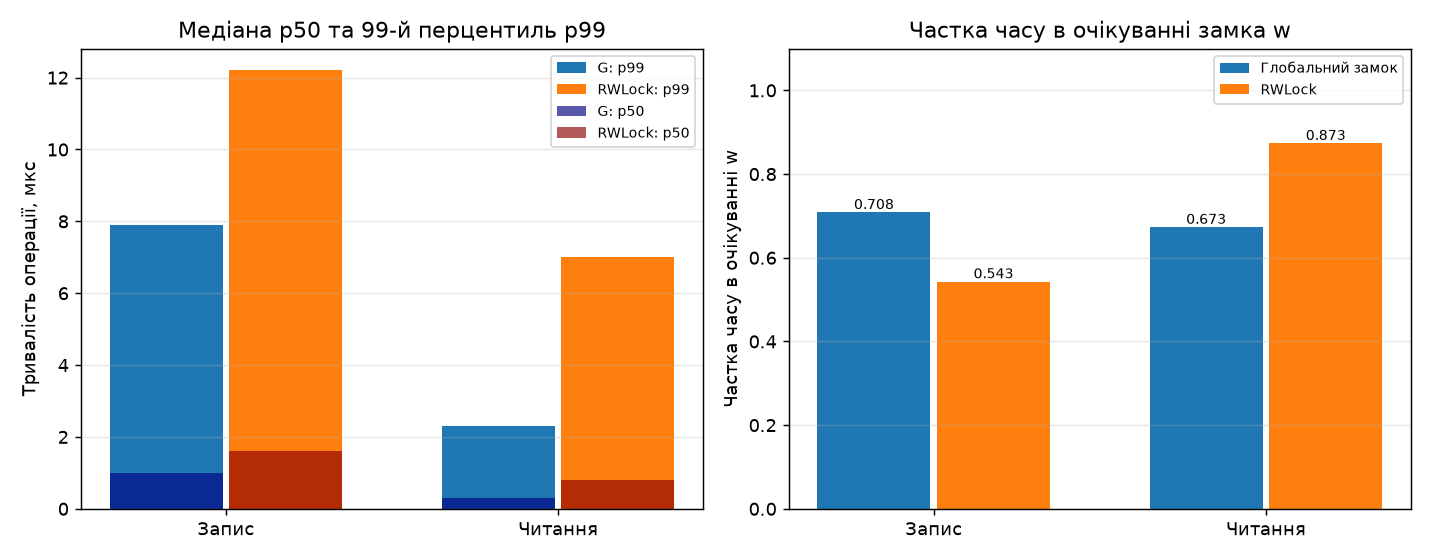 Медіана p50 та 99-й перцентиль p99
Тривалість операції, мкс
12
10
8
6
4
2
0
G: p99
RWLock: p99
G: p50
RWLock: p50
Запис
Читання
Частка часу в очікуванні замка w
Частка часу в очікуванні w
1.0
0.8
0.6
0.4
0.2
0.0
Глобальний замок
RWLock
0.708
0.543
0.673
0.873
Запис
Читання